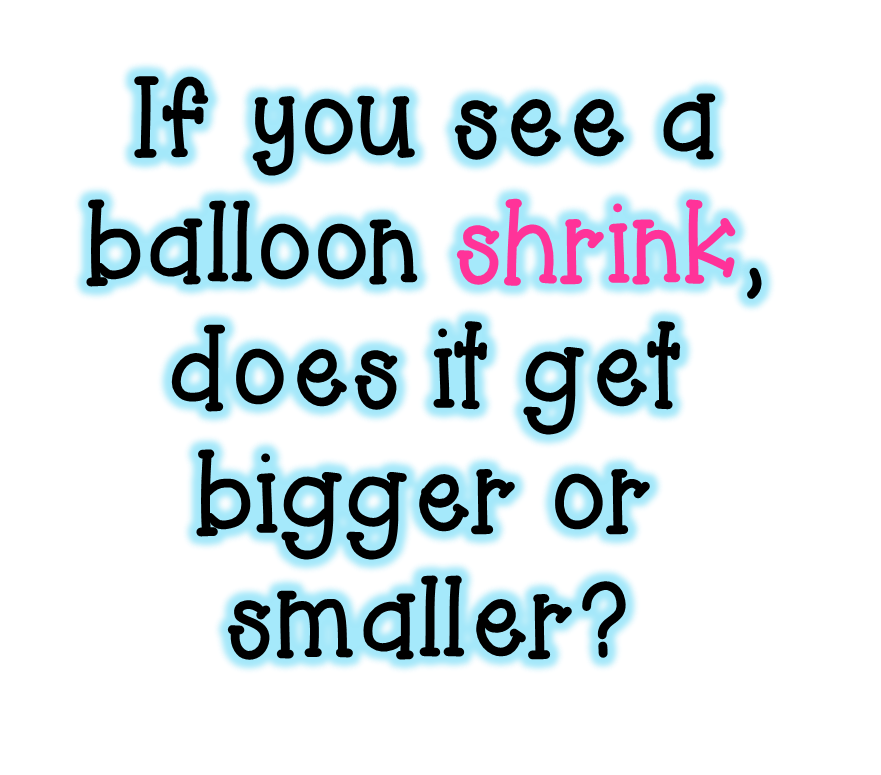 If you see a
balloon shrink,
does it get
bigger or
smaller?